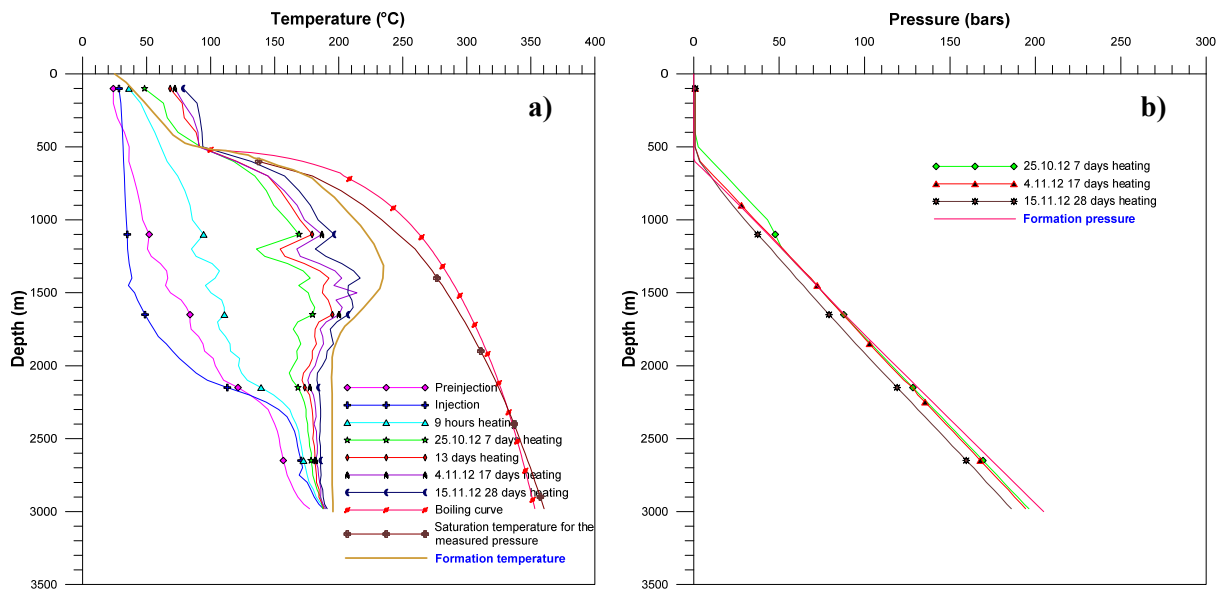 Temperature (°C)
0 50 100 150 200 250 300 350 400
0
500
1000
1500
2000
2500
3000
3500
Depth (m)
a)
Preinjection
Injection
9 hours heating
25.10.12 7 days heating
13 days heating
4.11.12 17 days heating
15.11.12 28 days heating
Boiling curve
Saturation temperature for the
measured pressure
Formation temperature
Pressure (bars)
0 50 100 150 200 250 300
0
500
1000
1500
2000
2500
3000
3500
Depth (m)
b)
25.10.12 7 days heating
4.11.12 17 days heating
15.11.12 28 days heating
Formation pressure